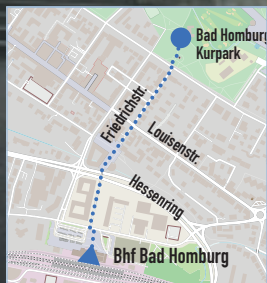 Bad Homburg
Kurpark
Friedrichstr.
Louisenstr.
Hessenring
Bhf Bad Homburg